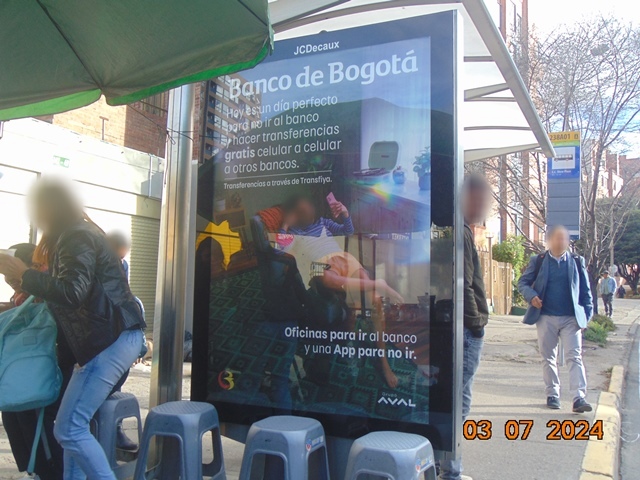 JCDecaux
Banco de Bogotá
Hoy es un día perfecto
para no ir al banco
y hacer transferencias
gratis celular a celular
a otros bancos.
Transferencias a través de Transfiya.
Oficinas para ir al banco
y una App para no ir.
AVAL
03 07 2024